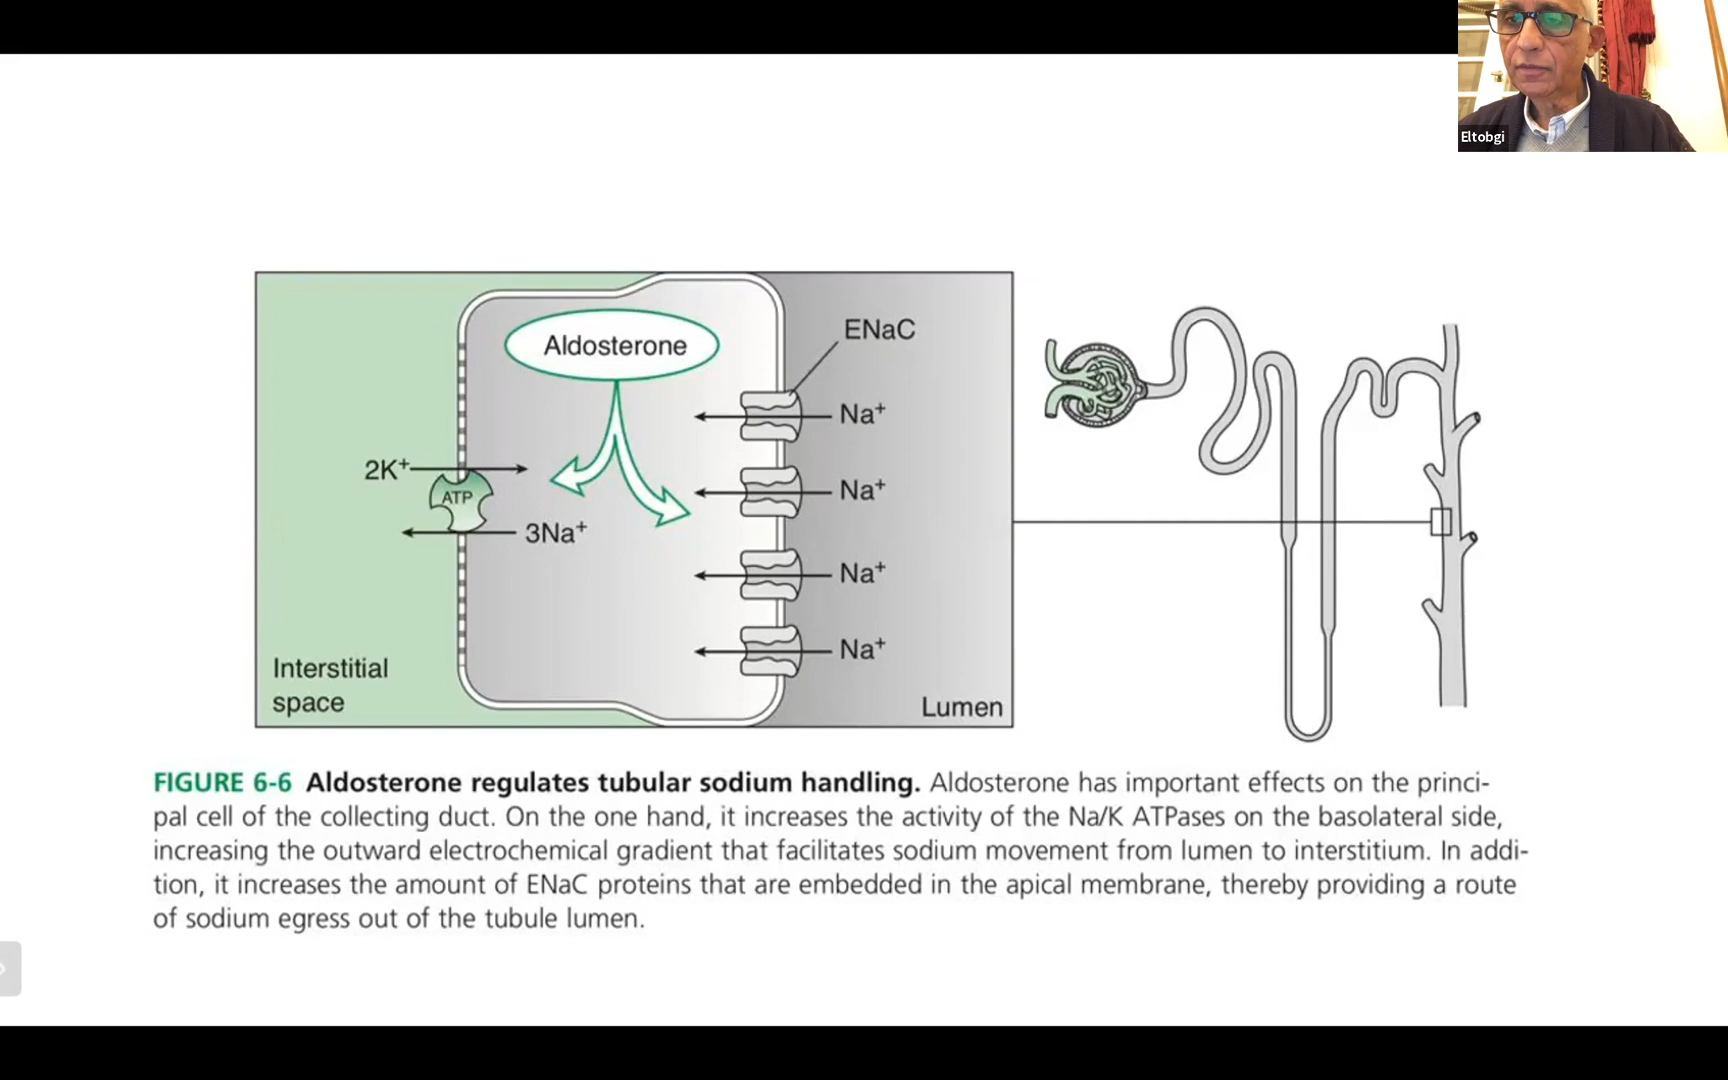 Eltobgi
Aldosterone
ENaC
Na⁺
2K⁺
Na⁺
ATP
3Na⁺
Na⁺
Na⁺
Interstitial
space
Lumen
FIGURE 6-6 Aldosterone regulates tubular sodium handling. Aldosterone has important effects on the princi-
pal cell of the collecting duct. On the one hand, it increases the activity of the Na/K ATPases on the basolateral side,
increasing the outward electrochemical gradient that facilitates sodium movement from lumen to interstitium. In addi-
tion, it increases the amount of ENaC proteins that are embedded in the apical membrane, thereby providing a route
of sodium egress out of the tubule lumen.